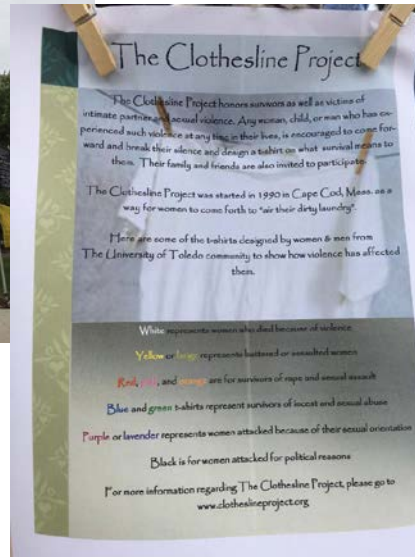 The Clothesline Project
The Clothesline Project honors survivors as well as victims of
intimate partner and sexual violence. Any woman, child, or man who has ex-
perienced such violence at any time in their lives, is encouraged to come for-
ward and break their silence and design a t-shirt on what survival means to
them. Their family and friends are also invited to participate.
The Clothesline Project was started in 1990 in Cape Cod, Mass. as a
way for women to come forth to "air their dirty laundry".
Here are some of the t-shirts designed by women & men from
The University of Toledo community to show how violence has affected
them.
White represents women who died because of violence
Yellow or beige represents battered or assaulted women
Red, pink, and orange are for survivors of rape and sexual assault
Blue and green t-shirts represent survivors of incest and sexual abuse
Purple or lavender represents women attacked because of their sexual orientation
Black is for women attacked for political reasons
For more information regarding The Clothesline Project, please go to
www.clotheslineproject.org